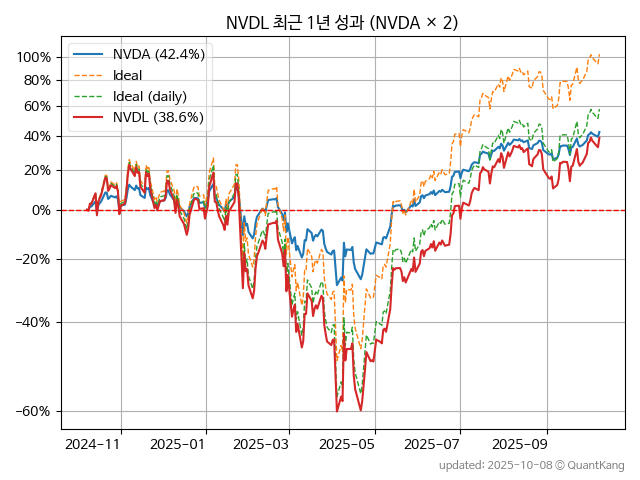 NVDL 최근 1년 성과 (NVDA × 2)
NVDA (42.4%)
Ideal
Ideal (daily)
NVDL (38.6%)
100%
80%
60%
40%
20%
0%
−20%
−40%
−60%
2024−11
2025−01
2025−03
2025−05
2025−07
2025−09
updated: 2025-10-08 © QuantKang